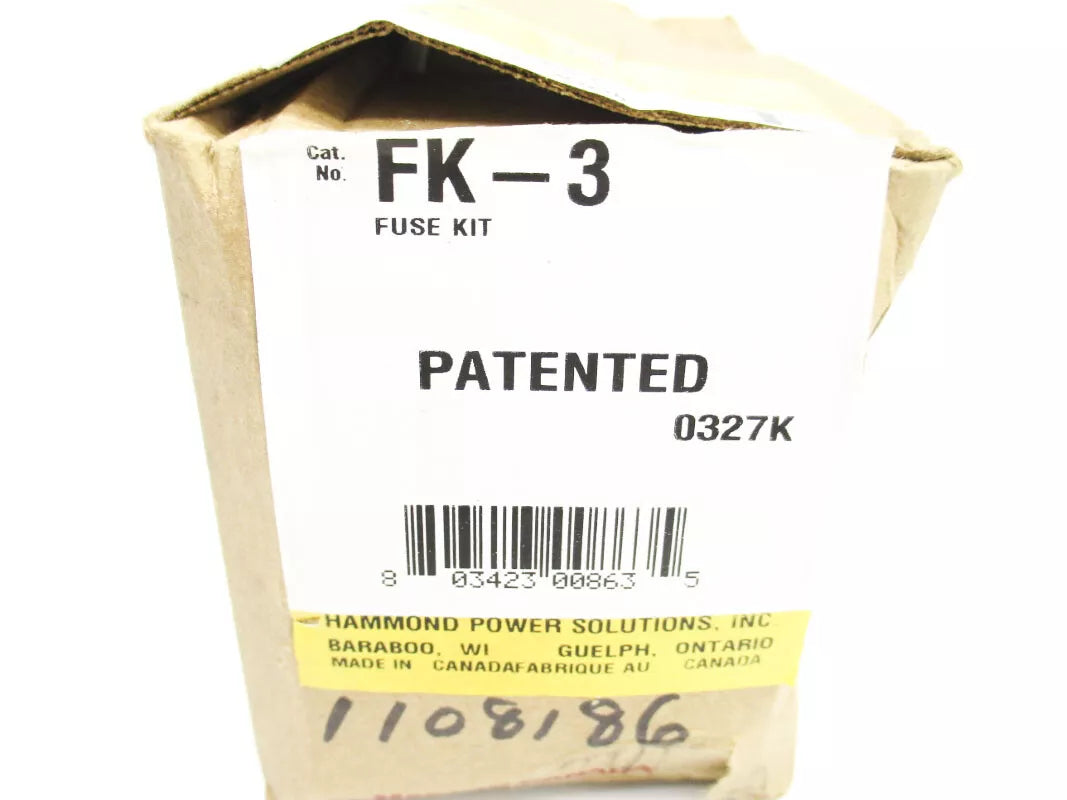 Cat. No. FK-3
FUSE KIT
PATENTED
0327K
8 03423 00863 5
HAMMOND POWER SOLUTIONS, INC
BARABOO, WI GUELPH, ONTARIO
MADE IN CANADAFABRIQUE AU CANADA
1108186